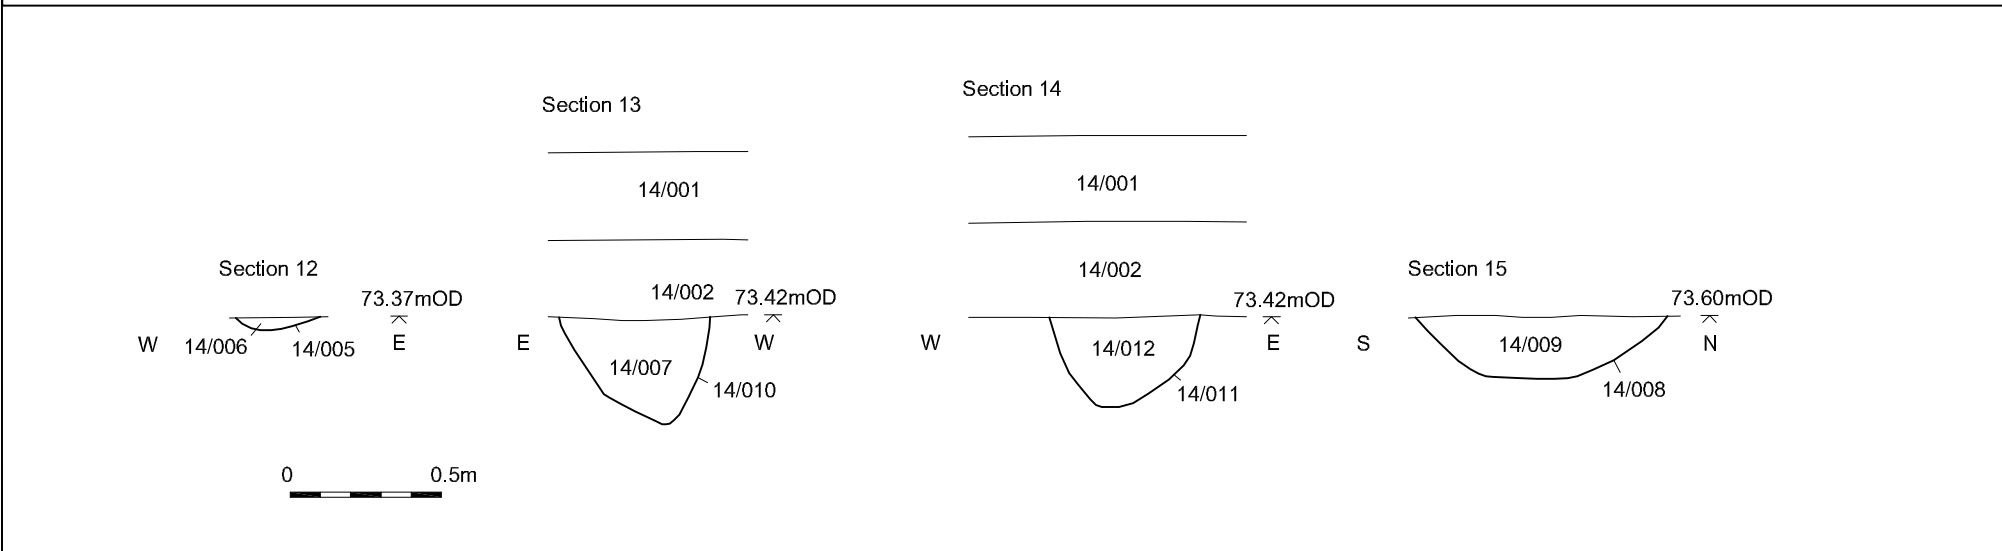 Section 12
73.37mOD
W
14/006
14/005
E
Section 13
14/001
14/002
73.42mOD
E
W
14/007
14/010
Section 14
14/001
14/002
73.42mOD
W
E
14/012
14/011
Section 15
73.60mOD
S
14/009
N
14/008
0
0.5m